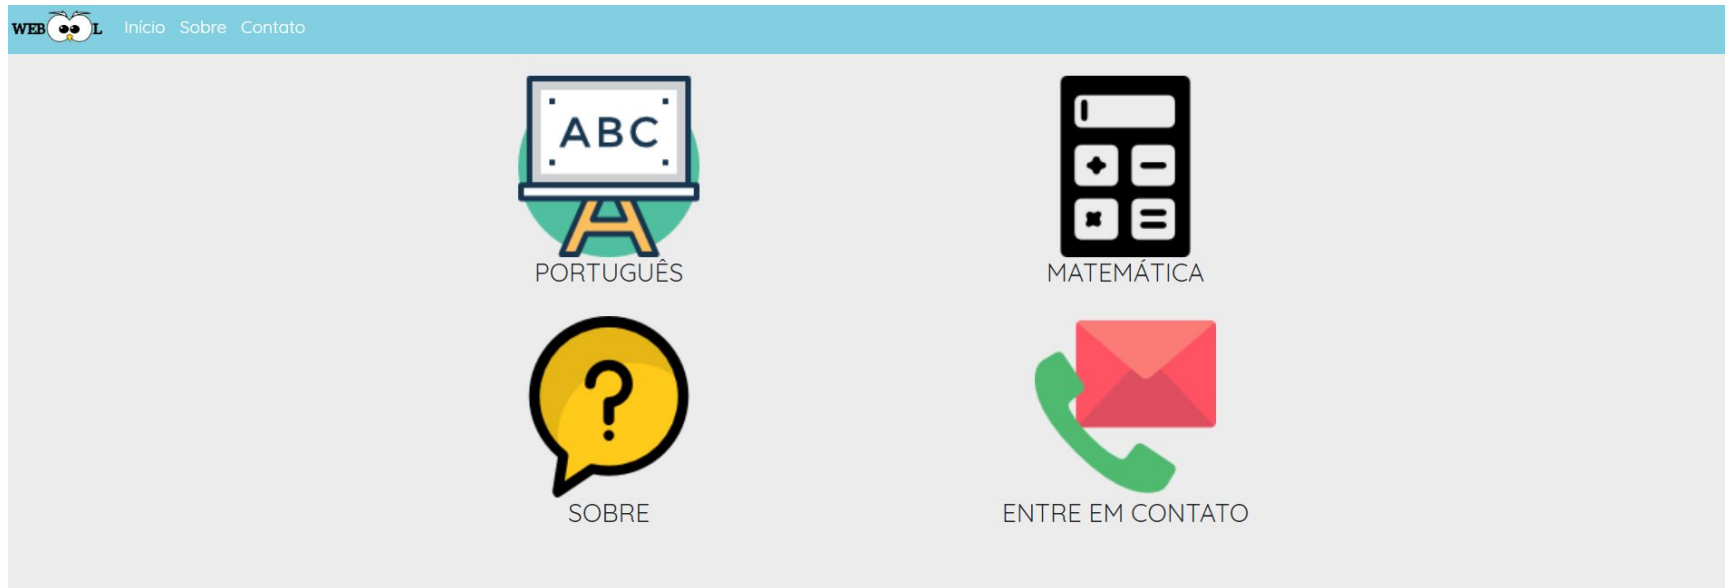 WEB L Início Sobre Contato
ABC
PORTUGUÊS
MATEMÁTICA
?
SOBRE
ENTRE EM CONTATO